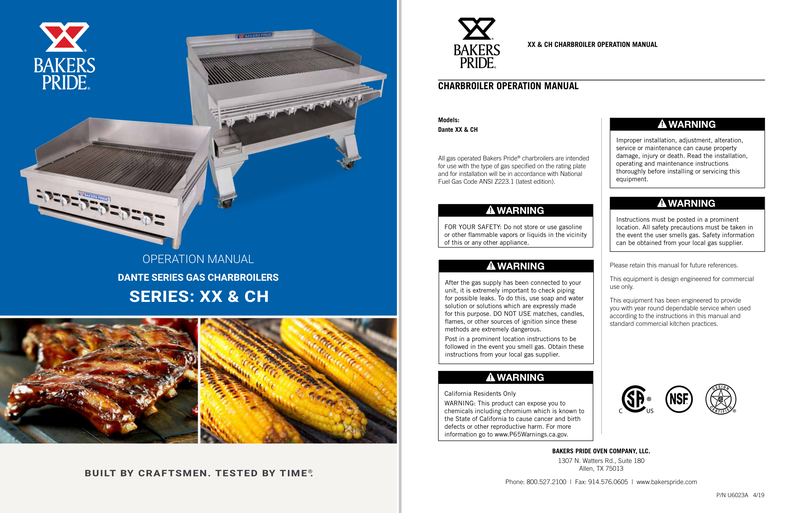 BAKERS
PRIDE®
OPERATION MANUAL
DANTE SERIES GAS CHARBROILERS
SERIES: XX & CH
BUILT BY CRAFTSMEN. TESTED BY TIME®.
BAKERS
PRIDE®
XX & CH CHARBROILER OPERATION MANUAL
CHARBROILER OPERATION MANUAL
Models:
Dante XX & CH
All gas operated Bakers Pride® charbroilers are intended
for use with the type of gas specified on the rating plate
and for installation will be in accordance with National
Fuel Gas Code ANSI Z223.1 (latest edition).
WARNING
FOR YOUR SAFETY: Do not store or use gasoline
or other flammable vapors or liquids in the vicinity
of this or any other appliance.
WARNING
After the gas supply has been connected to your
unit, it is extremely important to check piping
for possible leaks. To do this, use soap and water
solution or solutions which are expressly made
for this purpose. DO NOT USE matches, candles,
flames, or other sources of ignition since these
methods are extremely dangerous.
Post in a prominent location instructions to be
followed in the event you smell gas. Obtain these
instructions from your local gas supplier.
WARNING
California Residents Only
WARNING: This product can expose you to
chemicals including chromium which is known to
the State of California to cause cancer and birth
defects or other reproductive harm. For more
information go to www.P65Warnings.ca.gov.
WARNING
Improper installation, adjustment, alteration,
service or maintenance can cause property
damage, injury or death. Read the installation,
operating and maintenance instructions
thoroughly before installing or servicing this
equipment.
WARNING
Instructions must be posted in a prominent
location. All safety precautions must be taken in
the event the user smells gas. Safety information
can be obtained from your local gas supplier.
Please retain this manual for future references.
This equipment is design engineered for commercial
use only.
This equipment has been engineered to provide
you with year round dependable service when used
according to the instructions in this manual and
standard commercial kitchen practices.
C SA US ®
NSF
BAKERS PRIDE OVEN COMPANY, LLC.
1307 N. Watters Rd., Suite 180
Allen, TX 75013
Phone: 800.527.2100 | Fax: 914.576.0605 | www.bakerspride.com
P/N U6023A 4/19